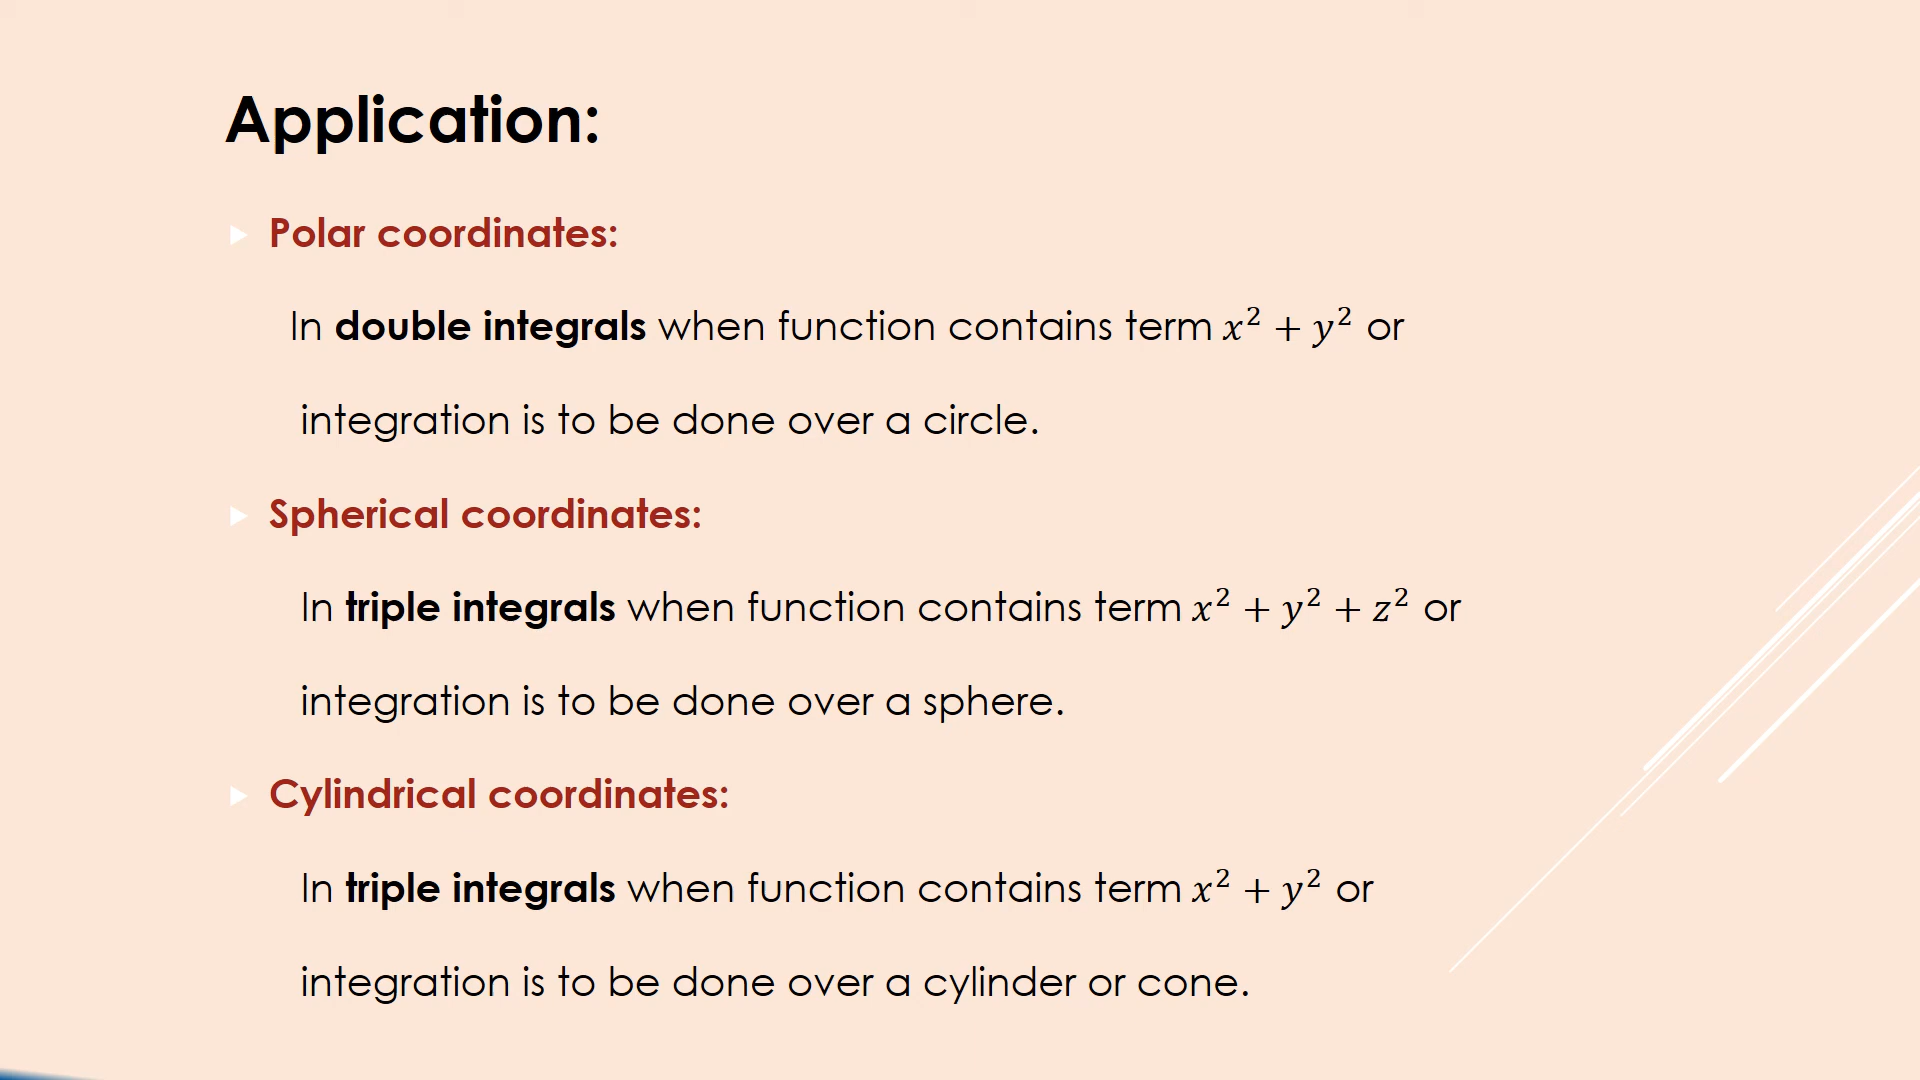 Application:
Polar coordinates:
In double integrals when function contains term x² + y² or
integration is to be done over a circle.
Spherical coordinates:
In triple integrals when function contains term x² + y² + z² or
integration is to be done over a sphere.
Cylindrical coordinates:
In triple integrals when function contains term x² + y² or
integration is to be done over a cylinder or cone.